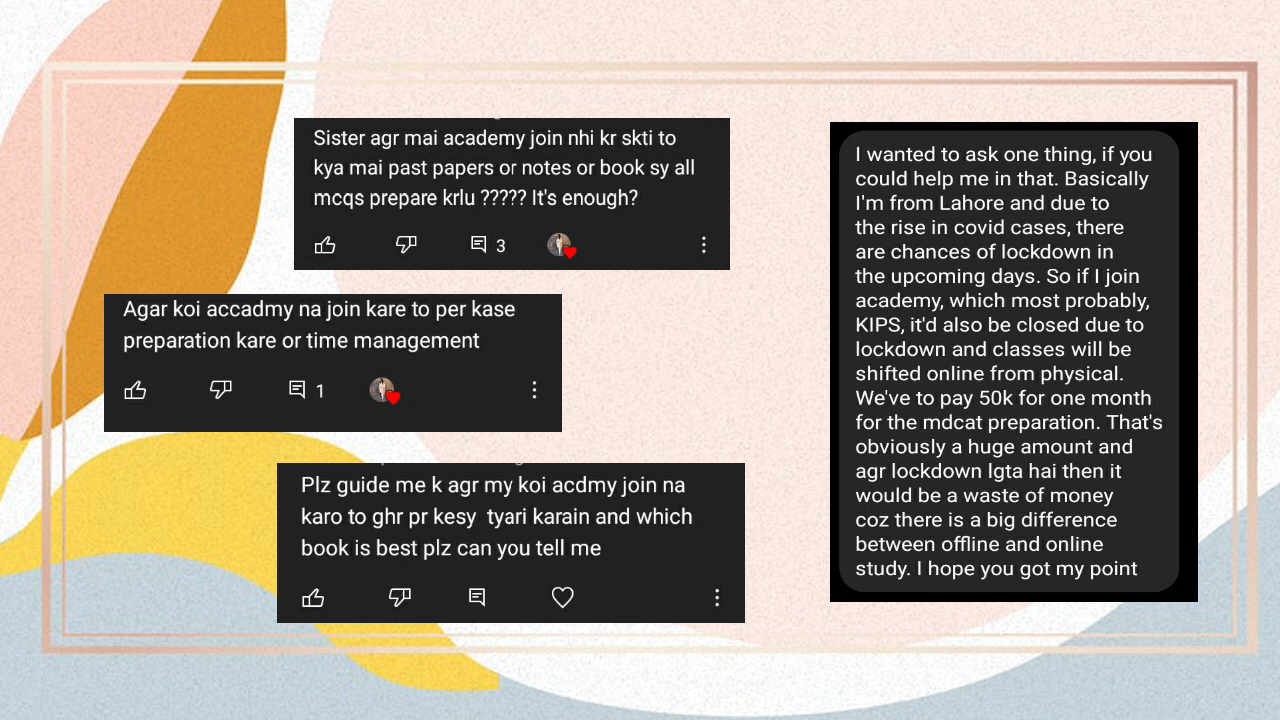 Sister agr mai academy join nhi kr skti to
kya mai past papers or notes or book sy all
mcqs prepare krlu ????? It's enough?
3
Agar koi accadmy na join kare to per kase
preparation kare or time management
1
Plz guide me k agr my koi acdmy join na
karo to ghr pr kesy tyari karain and which
book is best plz can you tell me
I wanted to ask one thing, if you
could help me in that. Basically
I'm from Lahore and due to
the rise in covid cases, there
are chances of lockdown in
the upcoming days. So if I join
academy, which most probably,
KIPS, it'd also be closed due to
lockdown and classes will be
shifted online from physical.
We've to pay 50k for one month
for the mdcat preparation. That's
obviously a huge amount and
agr lockdown lgta hai then it
would be a waste of money
coz there is a big difference
between offline and online
study. I hope you got my point